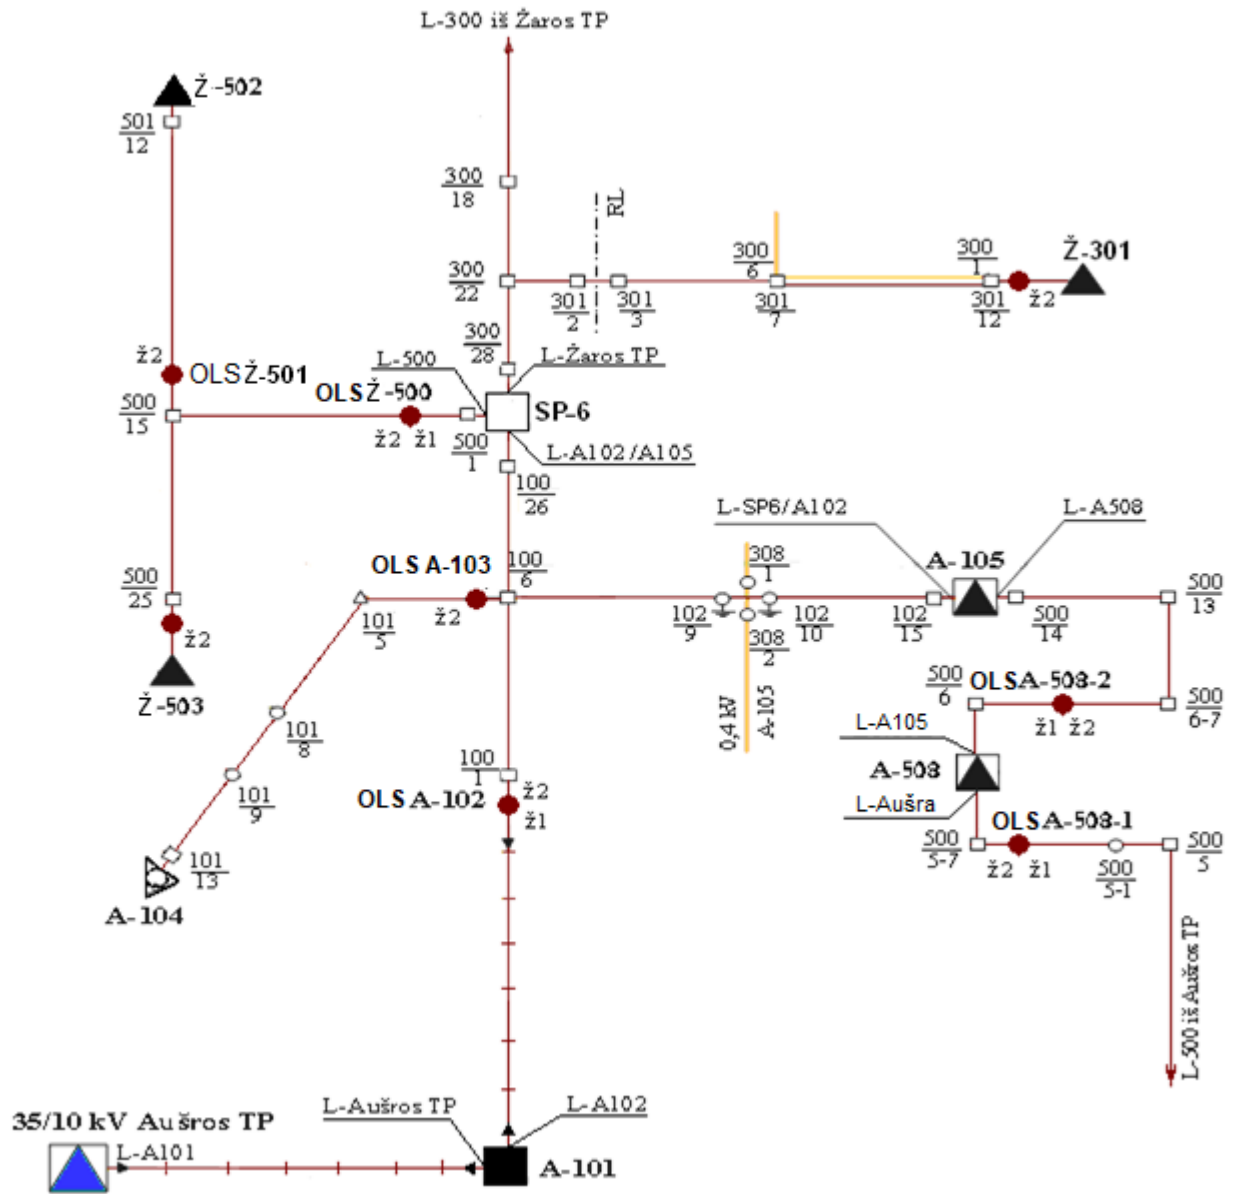 L-300 iš Žaros TP
Ž-502
501
12
300
18
RL
300
22
301
2
301
3
300
6
301
7
300
1
301
12
ž2
Ž-301
300
28
L-500
L-Žaros TP
ž2
OLSŽ-501
OLSŽ-500
500
15
ž2 ž1
500
1
SP-6
L-A102/A105
100
26
L-SP6/A102
L-A508
OLS A-103
100
6
308
1
A-105
500
25
ž2
Ž-503
101
5
ž2
102
9
308
2
102
10
102
15
500
14
500
13
0,4 kV
A-105
500
6
OLSA-508-2
ž1 ž2
500
6-7
101
8
101
9
101
13
A-104
100
1
ž2
OLSA-102
ž1
L-A105
A-508
L-Aušra
OLSA-508-1
500
5-7
ž2 ž1
500
5-1
500
5
L-500 iš Aušros TP
35/10 kV Aušros TP
L-A101
L-Aušros TP
L-A102
A-101